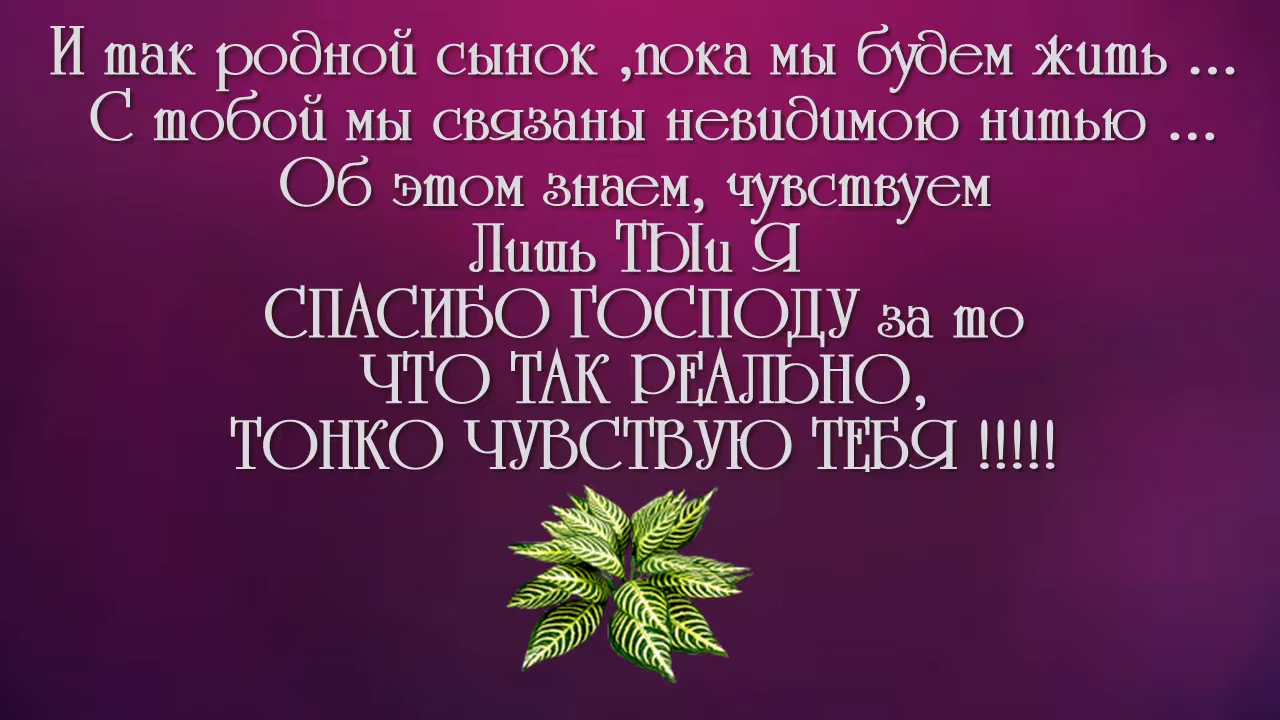 И так родной сынок ,пока мы будем жить ...
С тобой мы связаны невидимою нитью ...
Об этом знаем, чувствуем
Лишь ТЫи Я
СПАСИБО ГОСПОДУ за то
ЧТО ТАК РЕАЛЬНО,
ТОНКО ЧУВСТВУЮ ТЕБЯ !!!!!